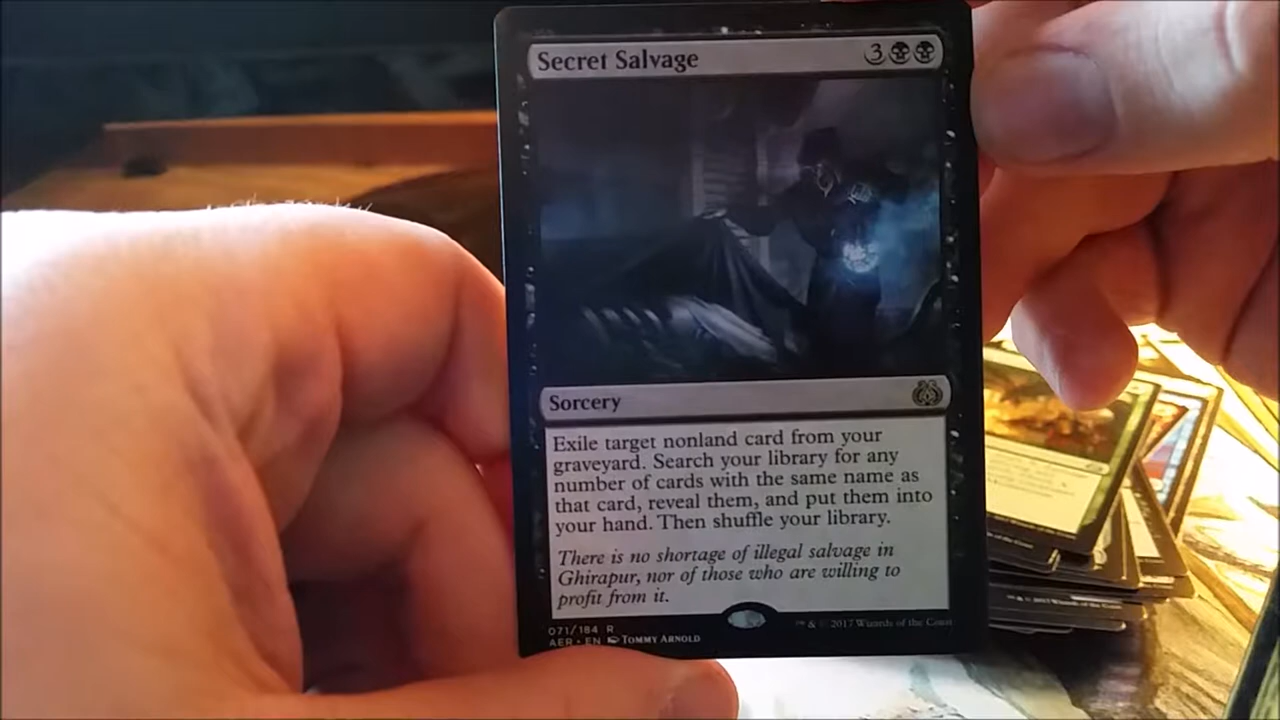 Secret Salvage 3
Sorcery
Exile target nonland card from your
graveyard. Search your library for any
number of cards with the same name as
that card, reveal them, and put them into
your hand. Then shuffle your library.
There is no shortage of illegal salvage in
Ghirapur, nor of those who are willing to
profit from it.
071/184 R
AER • EN TOMMY ARNOLD
™ & © 2017 Wizards of the Coast